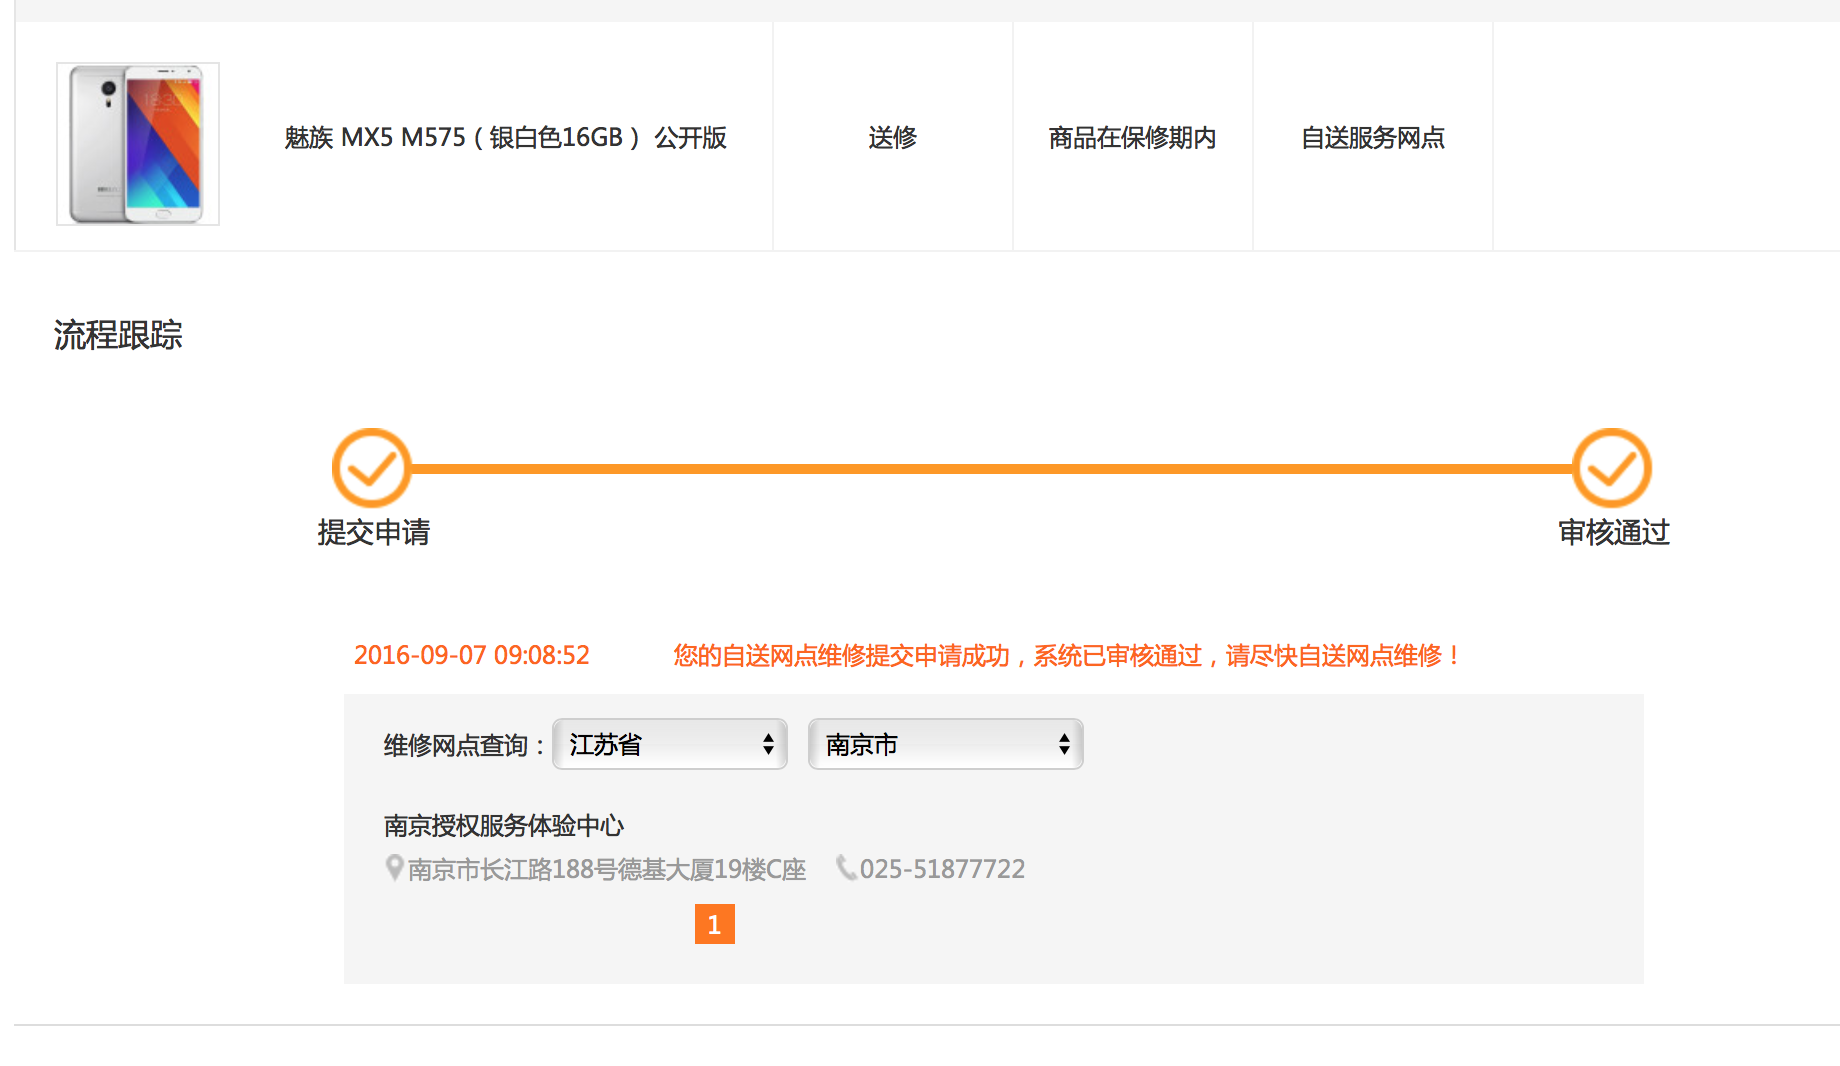 魅族 MX5 M575（银白色16GB） 公开版
送修
商品在保修期内
自送服务网点
流程跟踪
提交申请
审核通过
2016-09-07 09:08:52
您的自送网点维修提交申请成功，系统已审核通过，请尽快自送网点维修！
维修网点查询： 江苏省 南京市
南京授权服务体验中心
南京市长江路188号德基大厦19楼C座 025-51877722
1